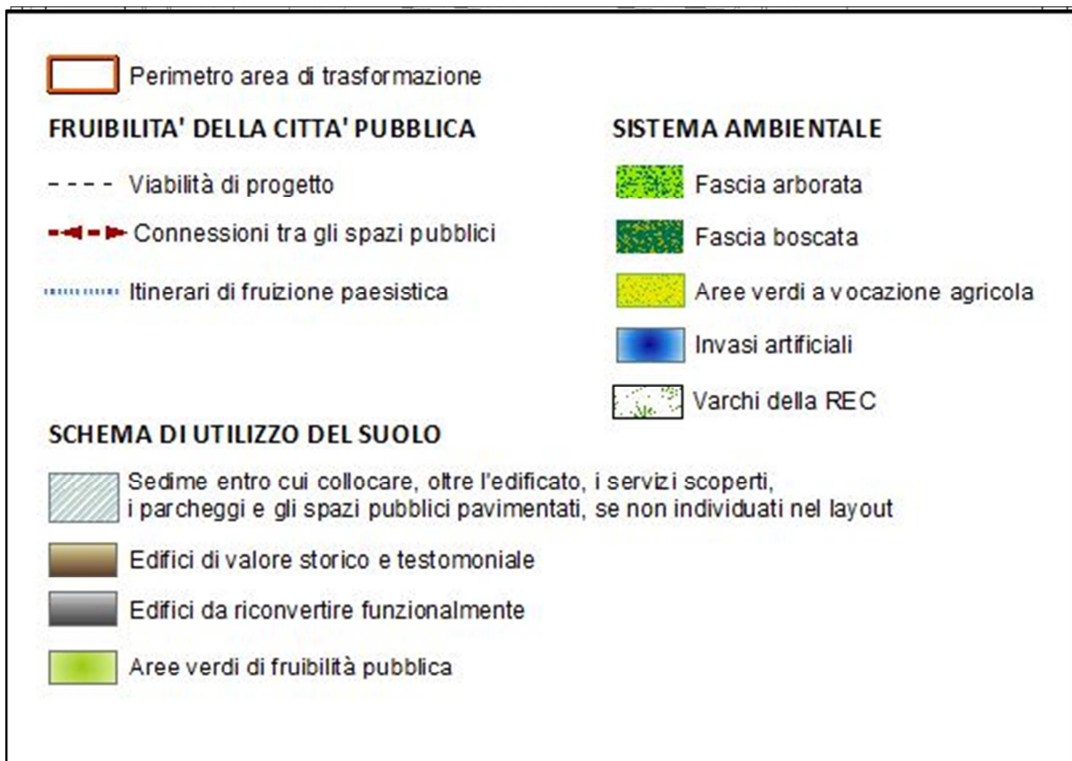 Perimetro area di trasformazione
FRUIBILITA' DELLA CITTA' PUBBLICA
Viabilità di progetto
Connessioni tra gli spazi pubblici
Itinerari di fruizione paesistica
SISTEMA AMBIENTALE
Fascia arborata
Fascia boscata
Aree verdi a vocazione agricola
Invasi artificiali
Varchi della REC
SCHEMA DI UTILIZZO DEL SUOLO
Sedime entro cui collocare, oltre l'edificato, i servizi scoperti,
i parcheggi e gli spazi pubblici pavimentati, se non individuati nel layout
Edifici di valore storico e testomoniale
Edifici da riconvertire funzionalmente
Aree verdi di fruibilità pubblica